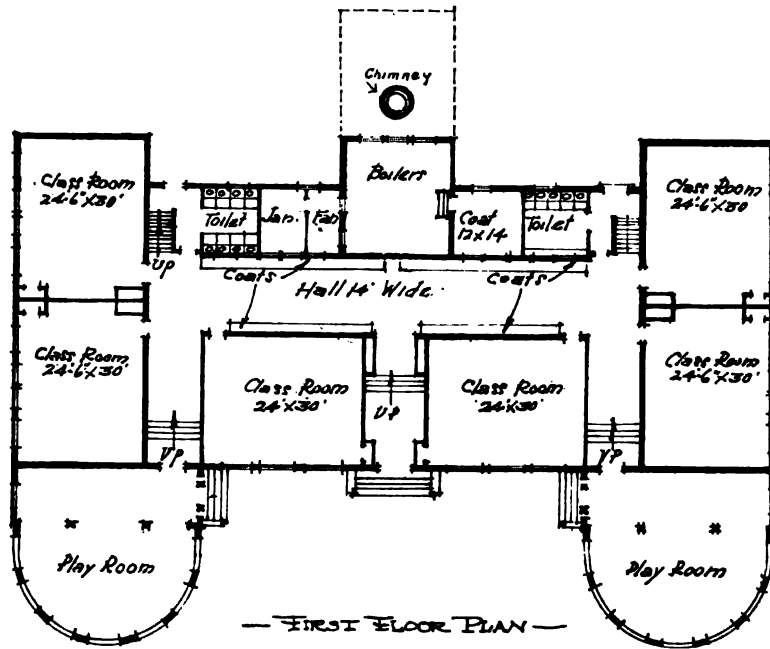 Chimney
Class Room
24'-6"X30'
Boilers
Class Room
24'-6"X30
Toilet
Jan.
Fan
Coat
12X14
Toilet
UP
Coats
Coats
Hall 14' Wide.
Class Room
24'-6"X30'
Class Room
24'X30'
UP
Class Room
24'X30'
Class Room
24'-6"X30'
UP
UP
Play Room
Play Room
— FIRST FLOOR PLAN —